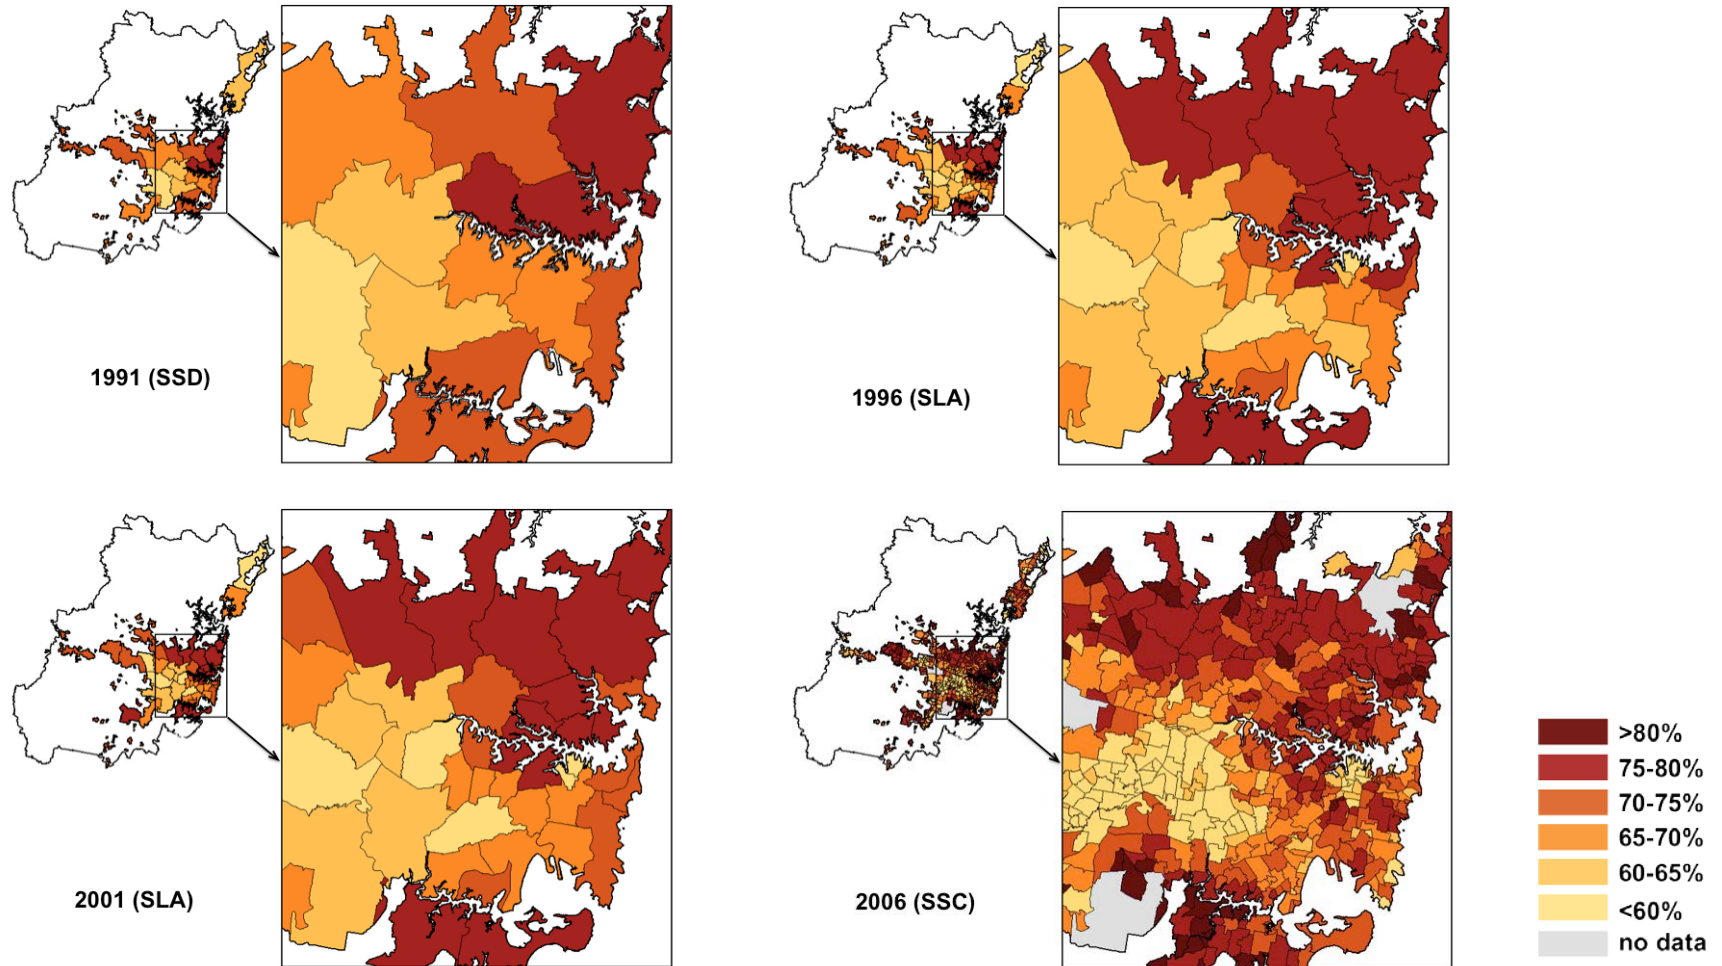 1991 (SSD)
1996 (SLA)
2001 (SLA)
2006 (SSC)
>80%
75-80%
70-75%
65-70%
60-65%
<60%
no data